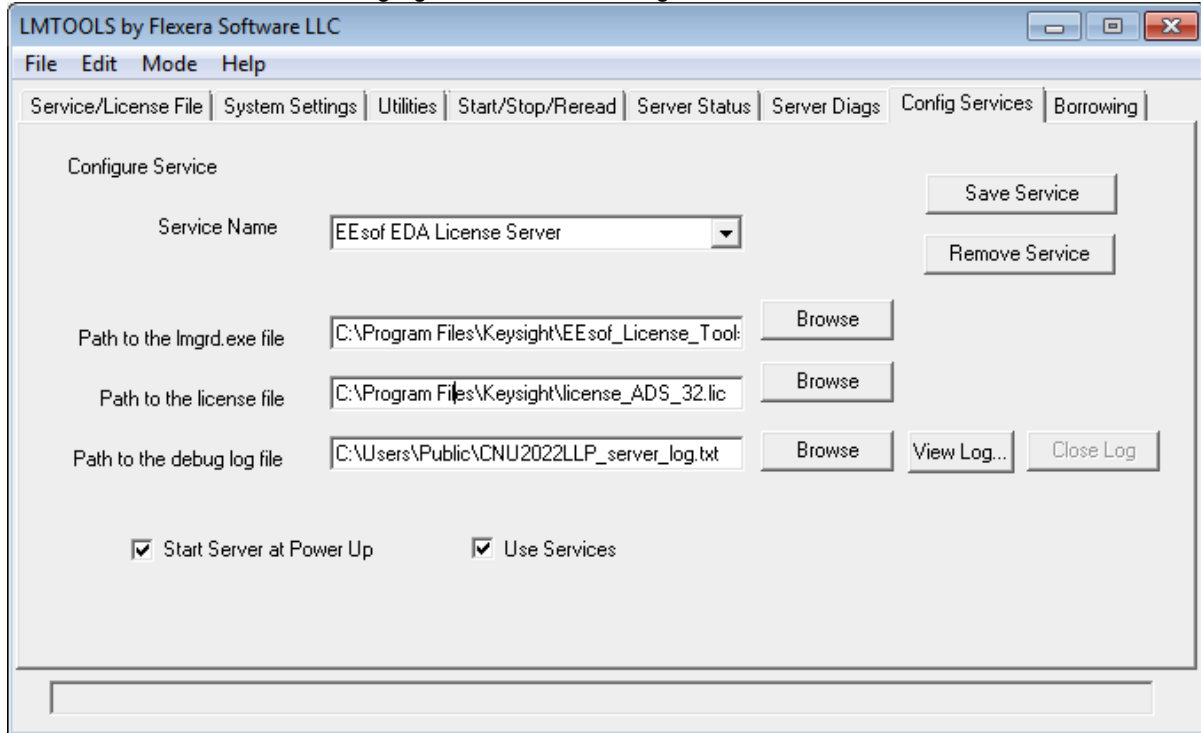 LMTOOLS by Flexera Software LLC
File Edit Mode Help
Service/License File System Settings Utilities Start/Stop/Reread Server Status Server Diags Config Services Borrowing
Configure Service
Save Service
Service Name EEsof EDA License Server
Remove Service
Path to the lmgrd.exe file C:\Program Files\Keysight\EEsof_License_Tool Browse
Path to the license file C:\Program Files\Keysight\license_ADS_32.lic Browse
Path to the debug log file C:\Users\Public\CNU2022LLP_server_log.txt Browse View Log... Close Log
Start Server at Power Up Use Services